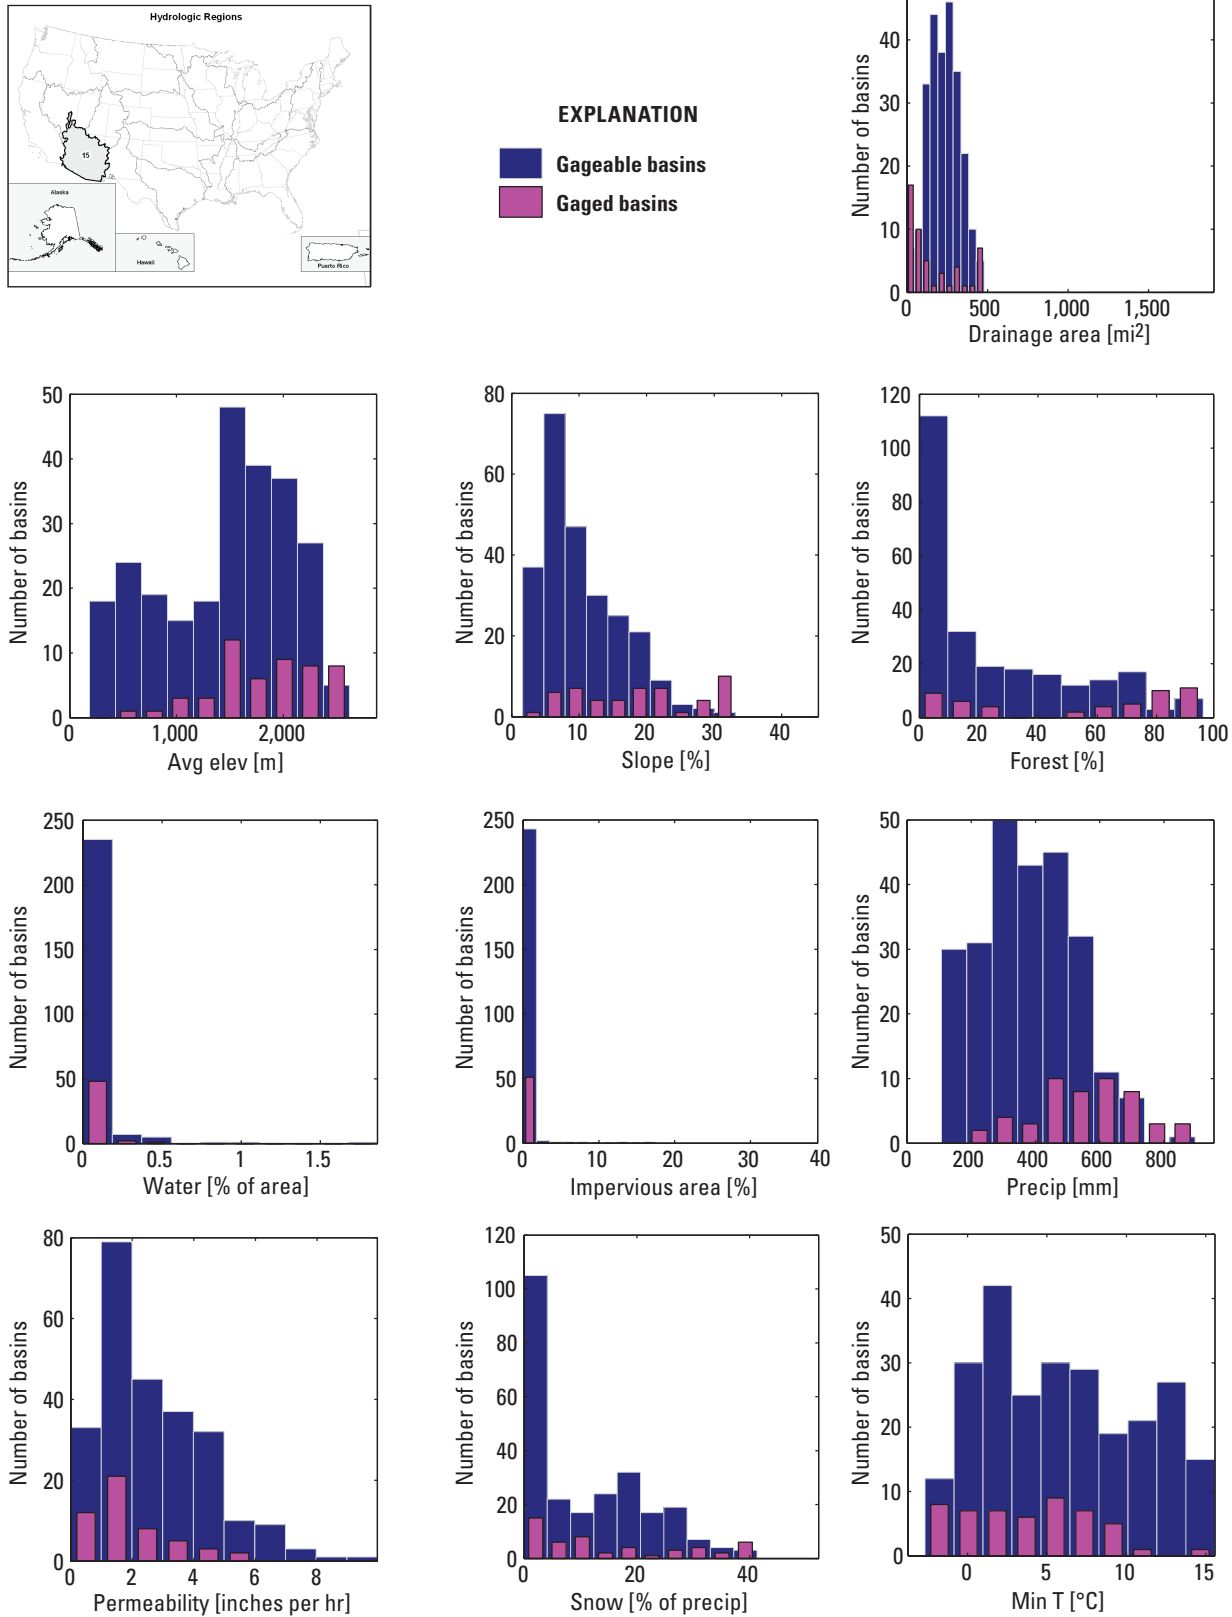 Hydrologic Regions
15
Alaska
Hawaii
Puerto Rico
EXPLANATION
Gageable basins
Gaged basins
Number of basins
40
30
20
10
0
0 500 1,000 1,500
Drainage area [mi2]
Number of basins
50
40
30
20
10
0
0 1,000 2,000
Avg elev [m]
Number of basins
80
60
40
20
0
0 10 20 30 40
Slope [%]
Number of basins
120
100
80
60
40
20
0
0 20 40 60 80 100
Forest [%]
Number of basins
250
200
150
100
50
0
0 0.5 1 1.5
Water [% of area]
Number of basins
250
200
150
100
50
0
0 10 20 30 40
Impervious area [%]
Nnumber of basins
50
40
30
20
10
0
0 200 400 600 800
Precip [mm]
Number of basins
80
60
40
20
0
0 2 4 6 8
Permeability [inches per hr]
Number of basins
120
100
80
60
40
20
0
0 20 40
Snow [% of precip]
Number of basins
50
40
30
20
10
0
0 5 10 15
Min T [°C]